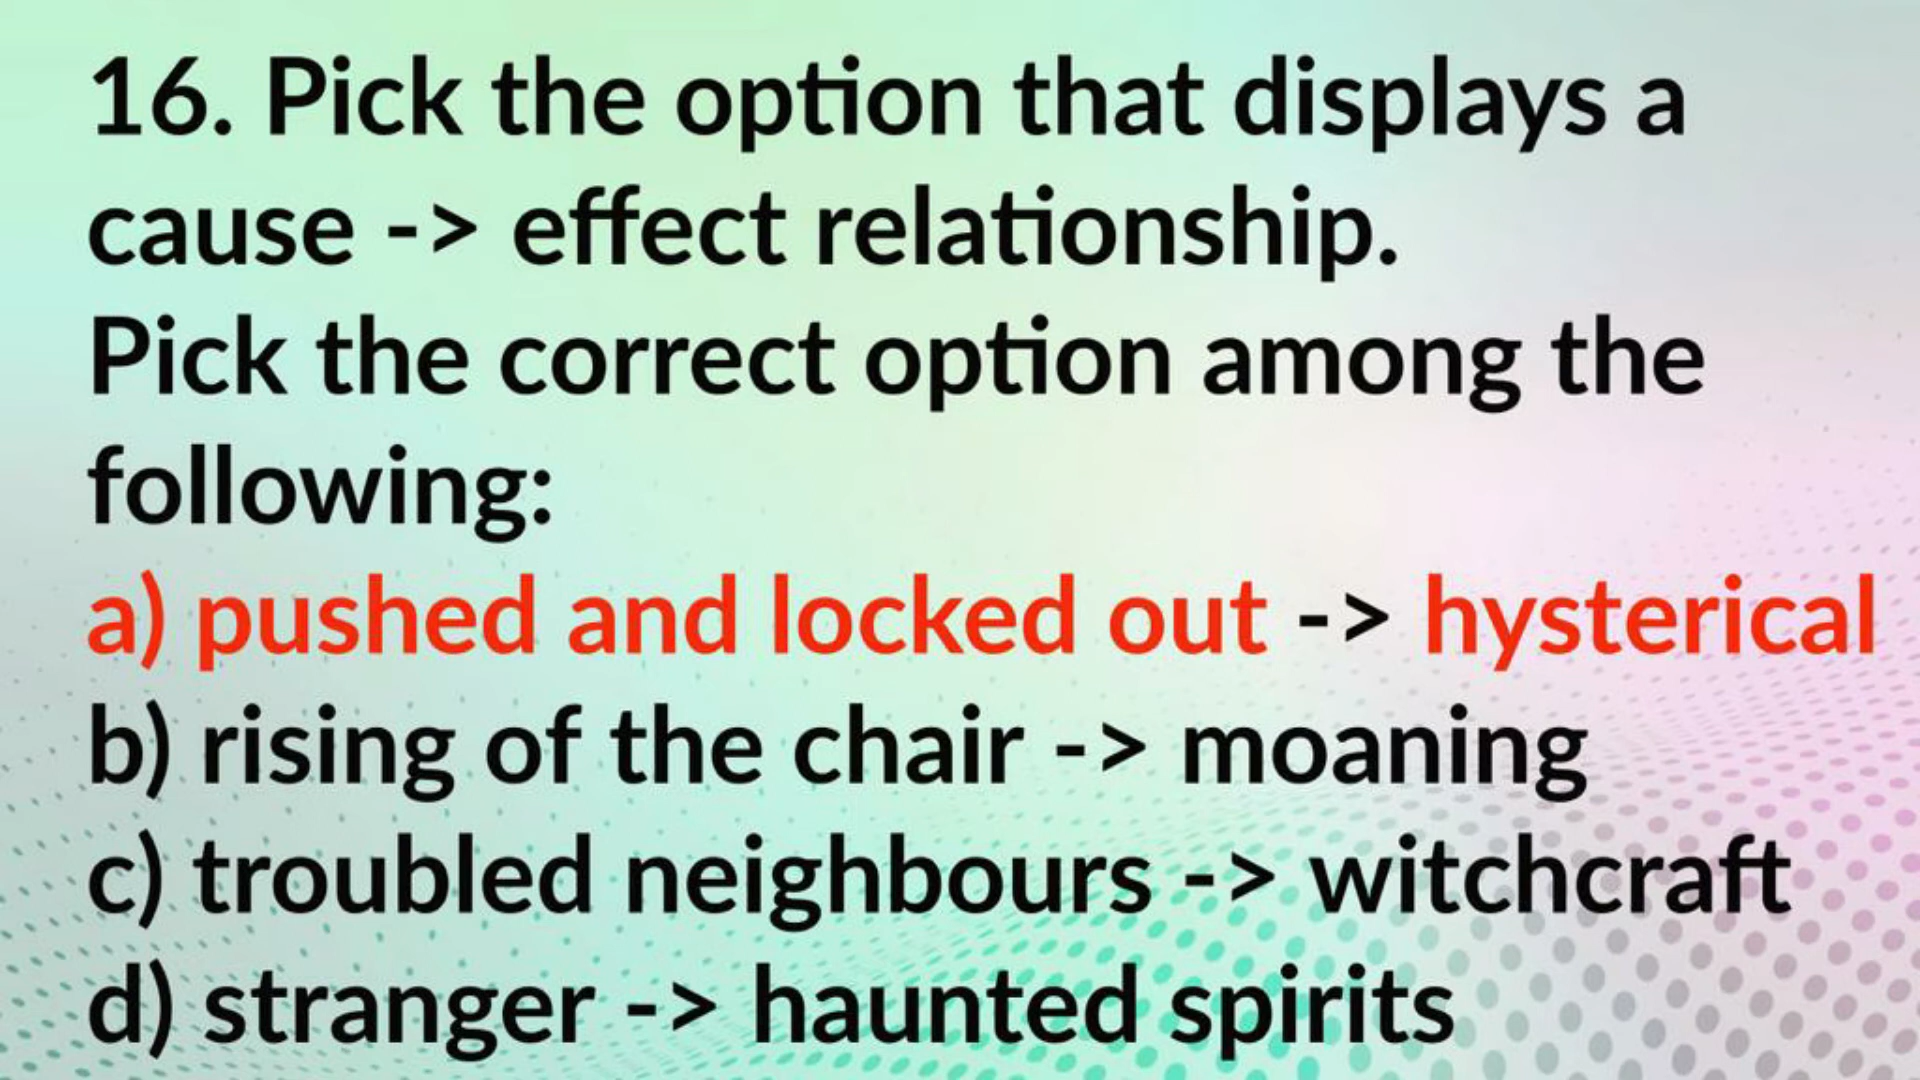 16. Pick the option that displays a
cause -> effect relationship.
Pick the correct option among the
following:
a) pushed and locked out -> hysterical
b) rising of the chair -> moaning
c) troubled neighbours -> witchcraft
d) stranger -> haunted spirits